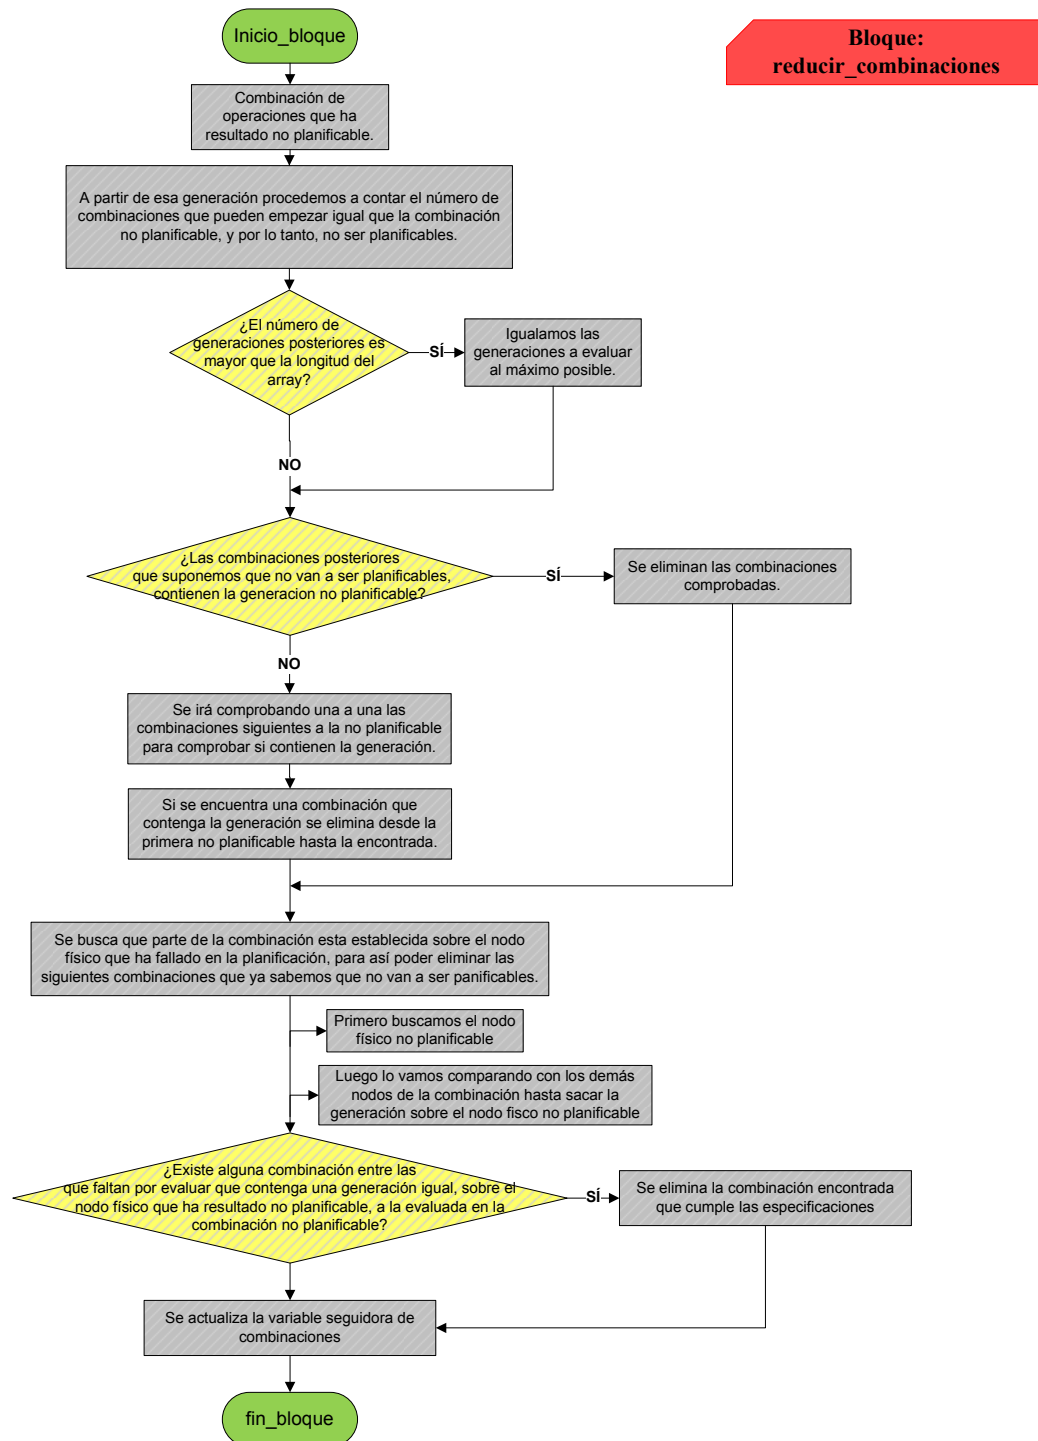 Inicio_bloque
Bloque:
reducir_combinaciones
Combinación de
operaciones que ha
resultado no planificable.
A partir de esa generación procedemos a contar el número de
combinaciones que pueden empezar igual que la combinación
no planificable, y por lo tanto, no ser planificables.
¿El número de
generaciones posteriores es
mayor que la longitud del
array?
SÍ
Igualamos las
generaciones a evaluar
al máximo posible.
NO
¿Las combinaciones posteriores
que suponemos que no van a ser planificables,
contienen la generacion no planificable?
SÍ
Se eliminan las combinaciones
comprobadas.
NO
Se irá comprobando una a una las
combinaciones siguientes a la no planificable
para comprobar si contienen la generación.
Si se encuentra una combinación que
contenga la generación se elimina desde la
primera no planificable hasta la encontrada.
Se busca que parte de la combinación esta establecida sobre el nodo
físico que ha fallado en la planificación, para así poder eliminar las
siguientes combinaciones que ya sabemos que no van a ser panificables.
Primero buscamos el nodo
físico no planificable
Luego lo vamos comparando con los demás
nodos de la combinación hasta sacar la
generación sobre el nodo fisco no planificable
¿Existe alguna combinación entre las
que faltan por evaluar que contenga una generación igual, sobre el
nodo físico que ha resultado no planificable, a la evaluada en la
combinación no planificable?
SÍ
Se elimina la combinación encontrada
que cumple las especificaciones
Se actualiza la variable seguidora de
combinaciones
fin_bloque